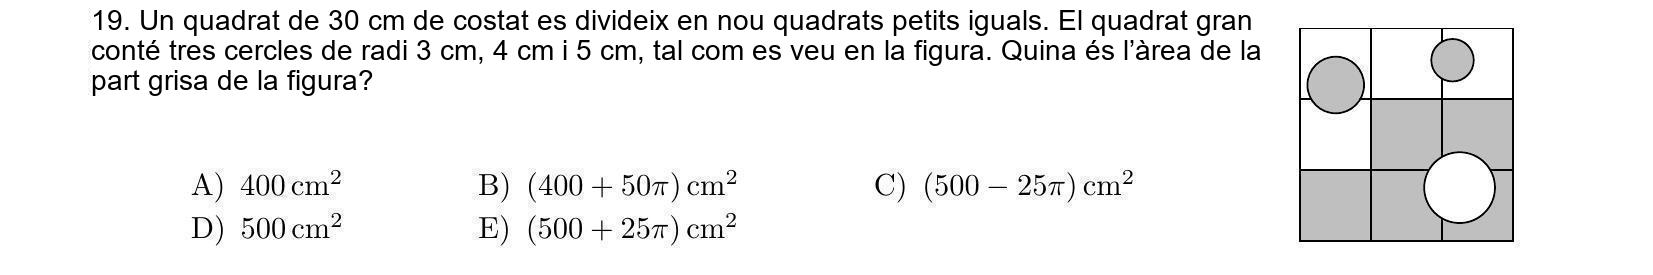 19. Un quadrat de 30 cm de costat es divideix en nou quadrats petits iguals. El quadrat gran
conté tres cercles de radi 3 cm, 4 cm i 5 cm, tal com es veu en la figura. Quina és l'àrea de la
part grisa de la figura?
A) 400 cm² B) (400 + 50π) cm² C) (500 − 25π) cm²
D) 500 cm² E) (500 + 25π) cm²